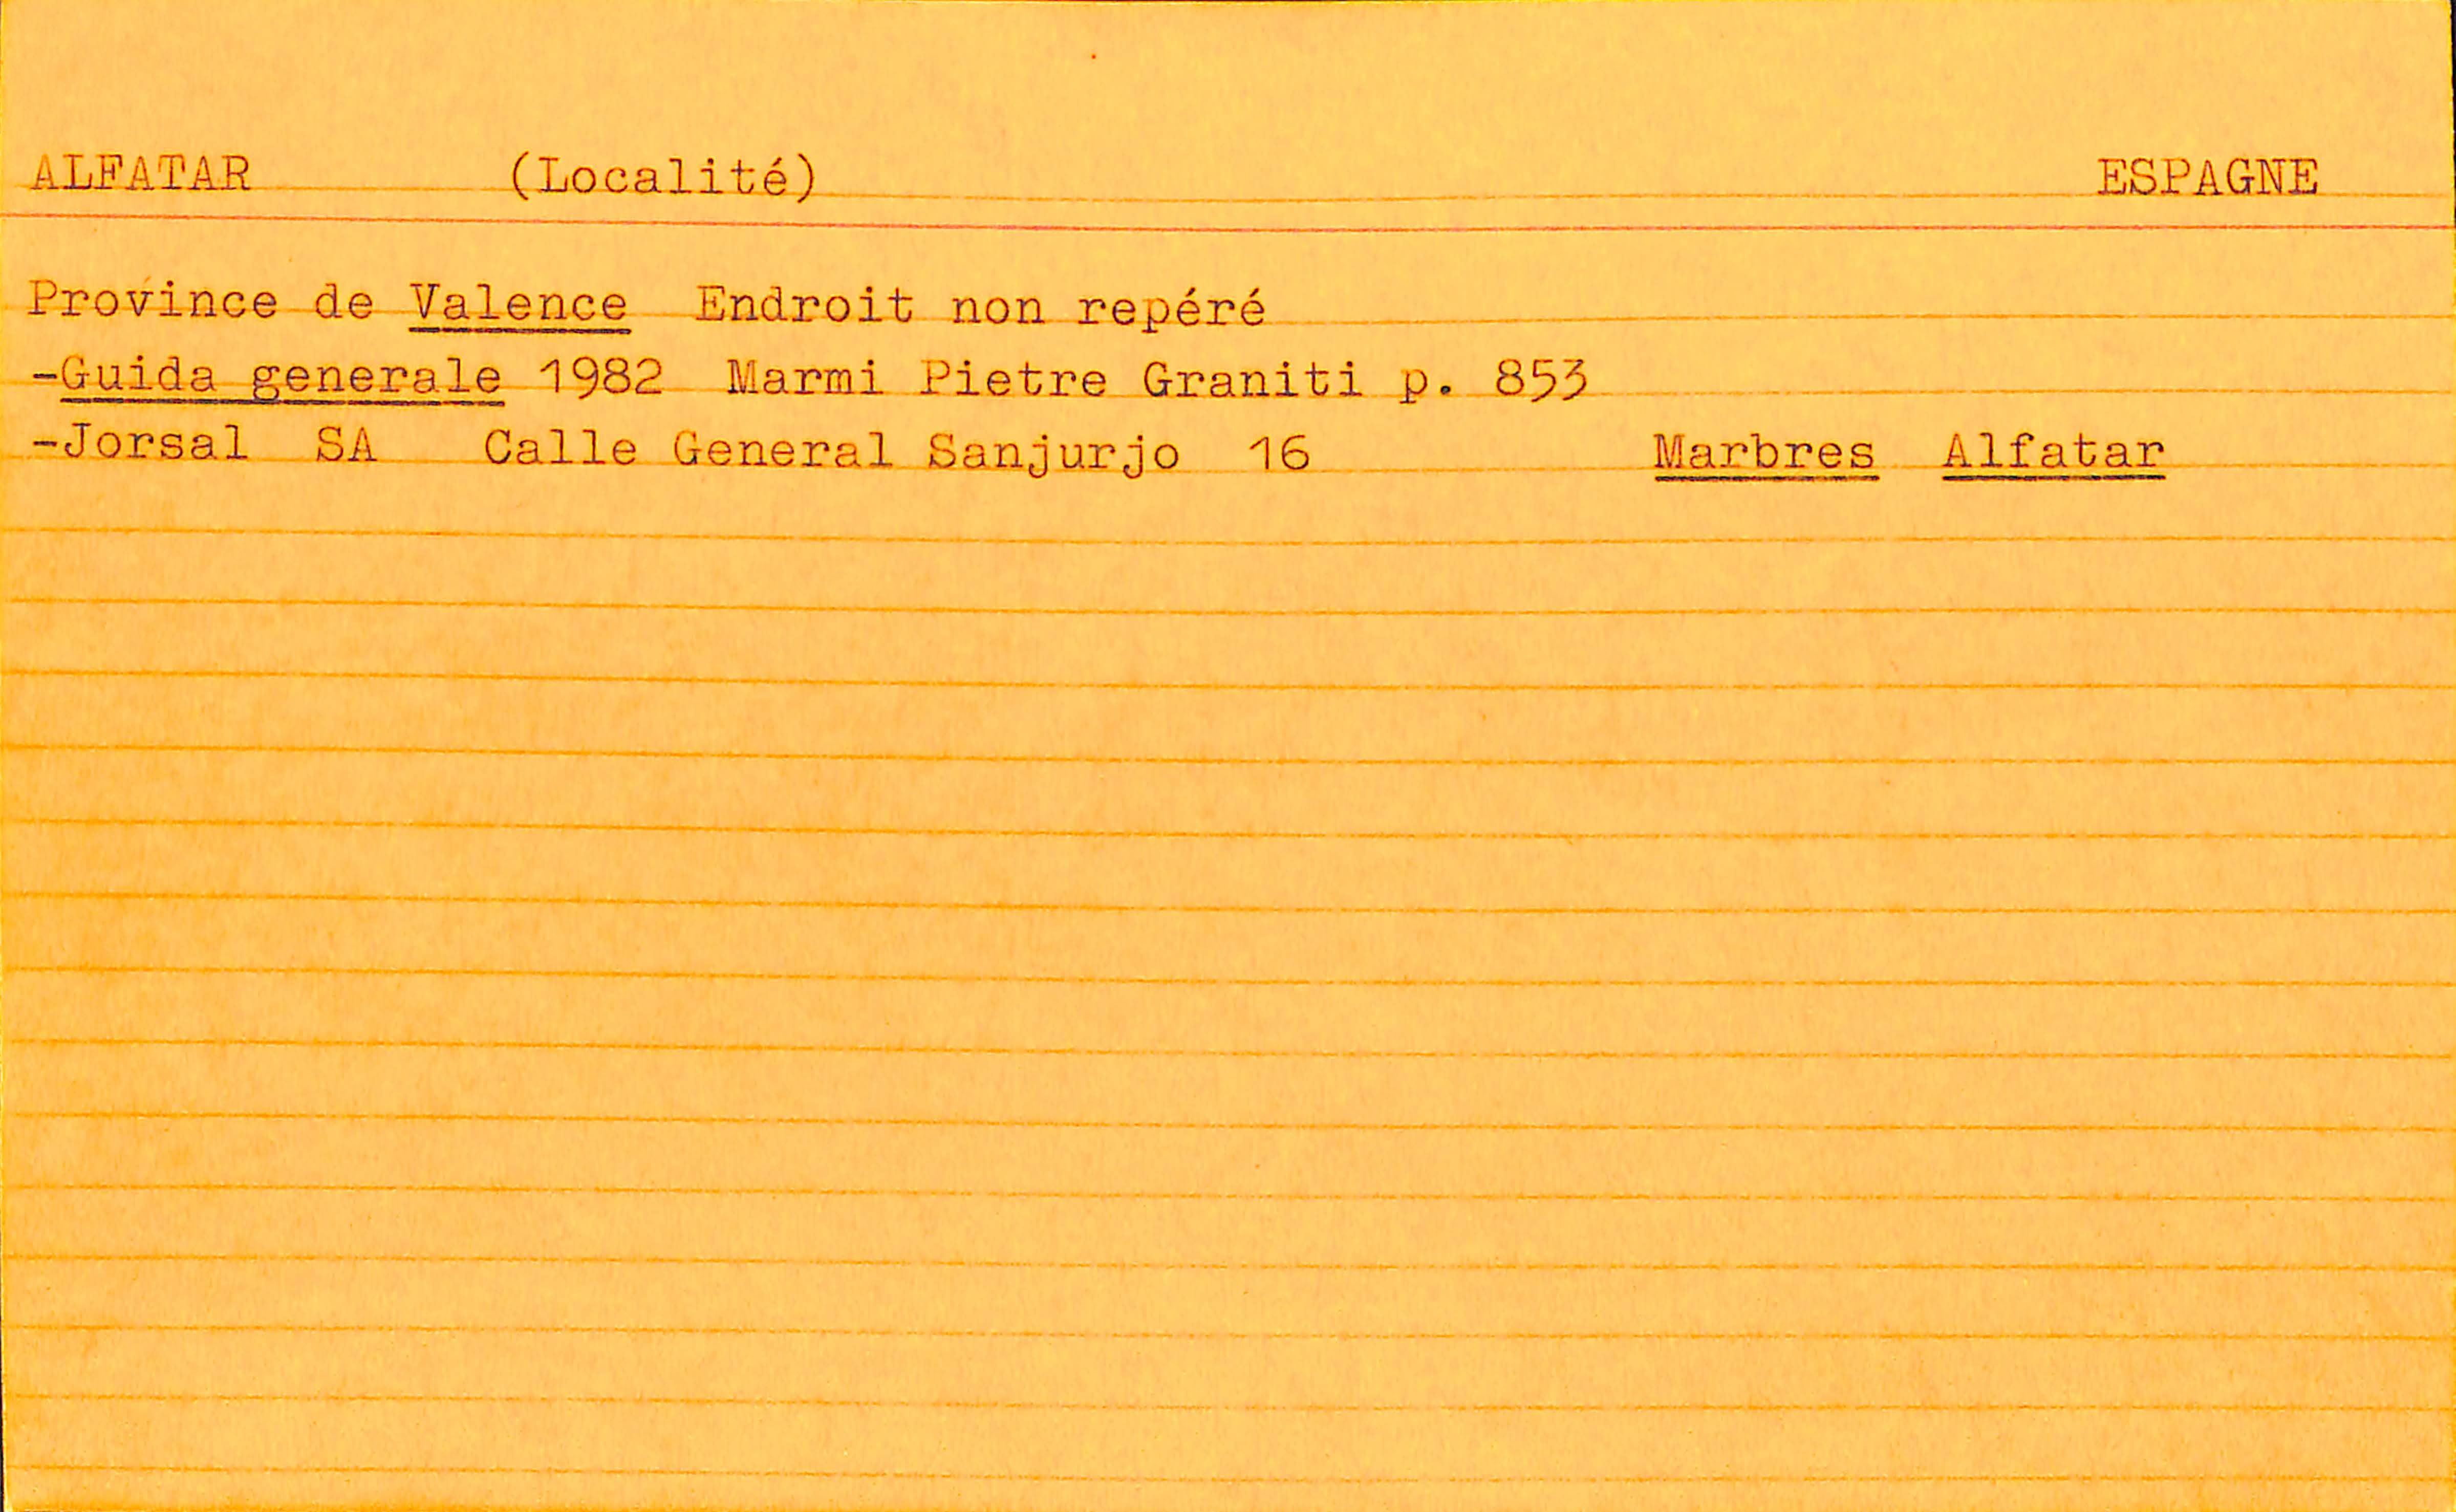 ALFATAR (Localité) ESPAGNE
Province de Valence Endroit non repéré
-Guida generale 1982 Marmi Pietre Graniti p. 853
-Jorsal SA Calle General Sanjurjo 16 Marbres Alfatar